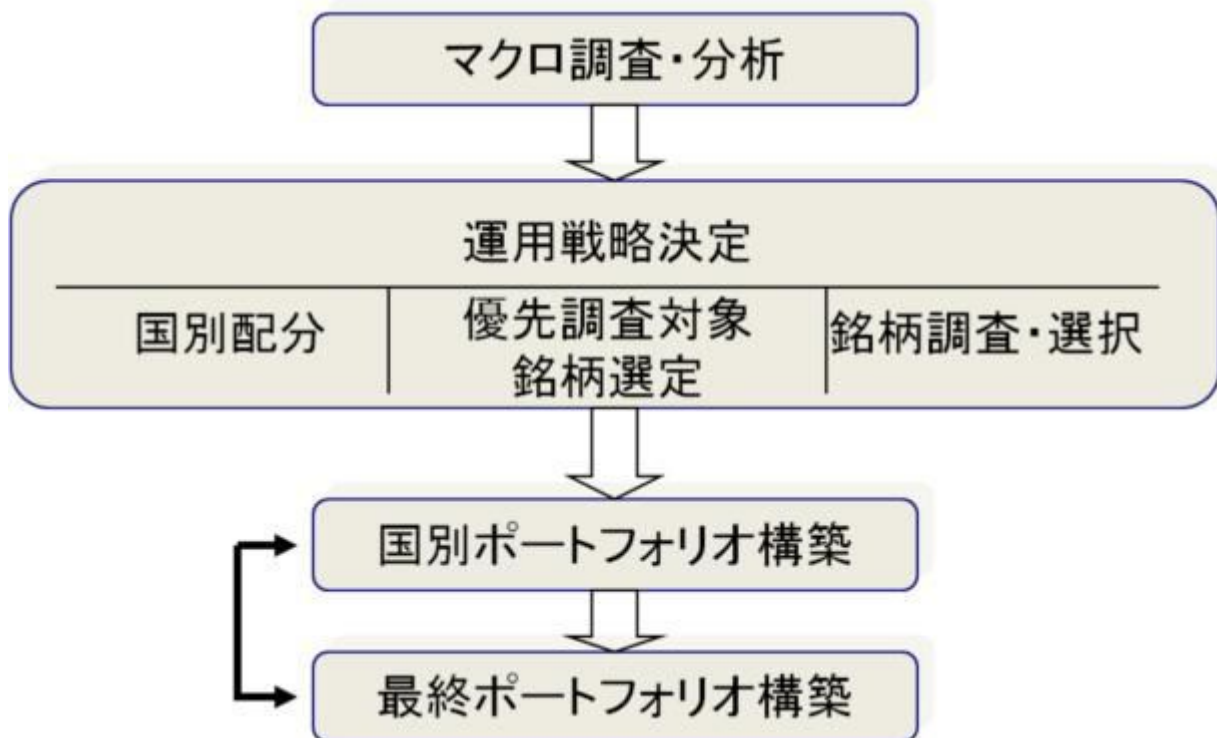 マクロ調査・分析
運用戦略決定
国別配分
優先調査対象
銘柄選定
銘柄調査・選択
国別ポートフォリオ構築
最終ポートフォリオ構築